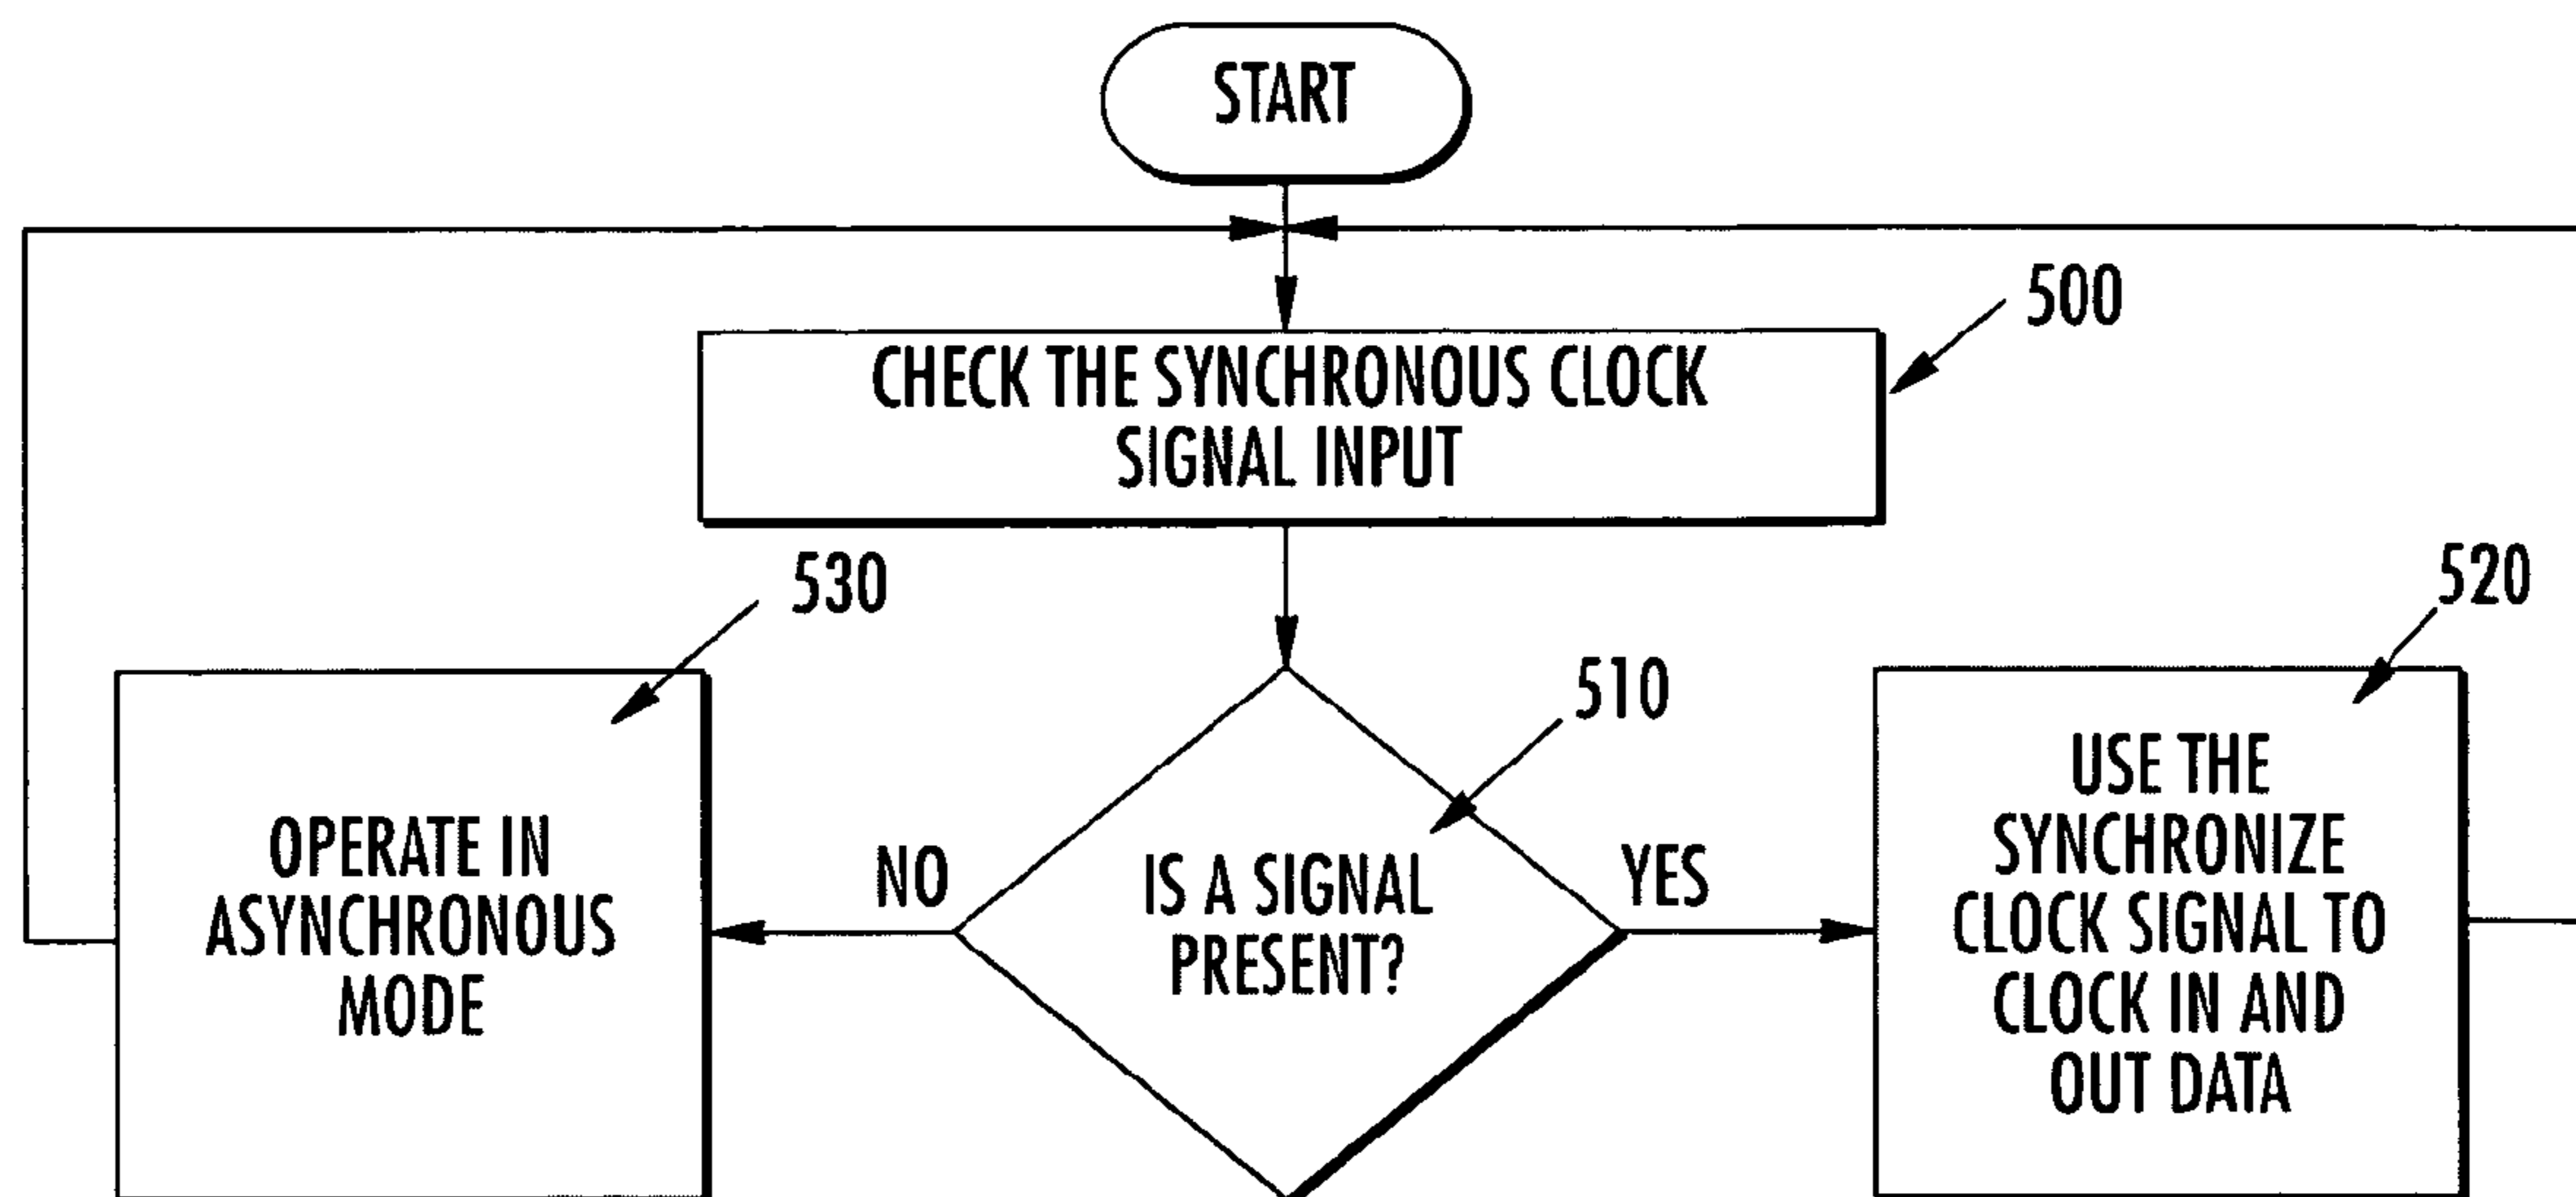 START
500
CHECK THE SYNCHRONOUS CLOCK
SIGNAL INPUT
530
510
520
OPERATE IN
ASYNCHRONOUS
MODE
NO
IS A SIGNAL
PRESENT?
YES
USE THE
SYNCHRONIZE
CLOCK SIGNAL TO
CLOCK IN AND
OUT DATA